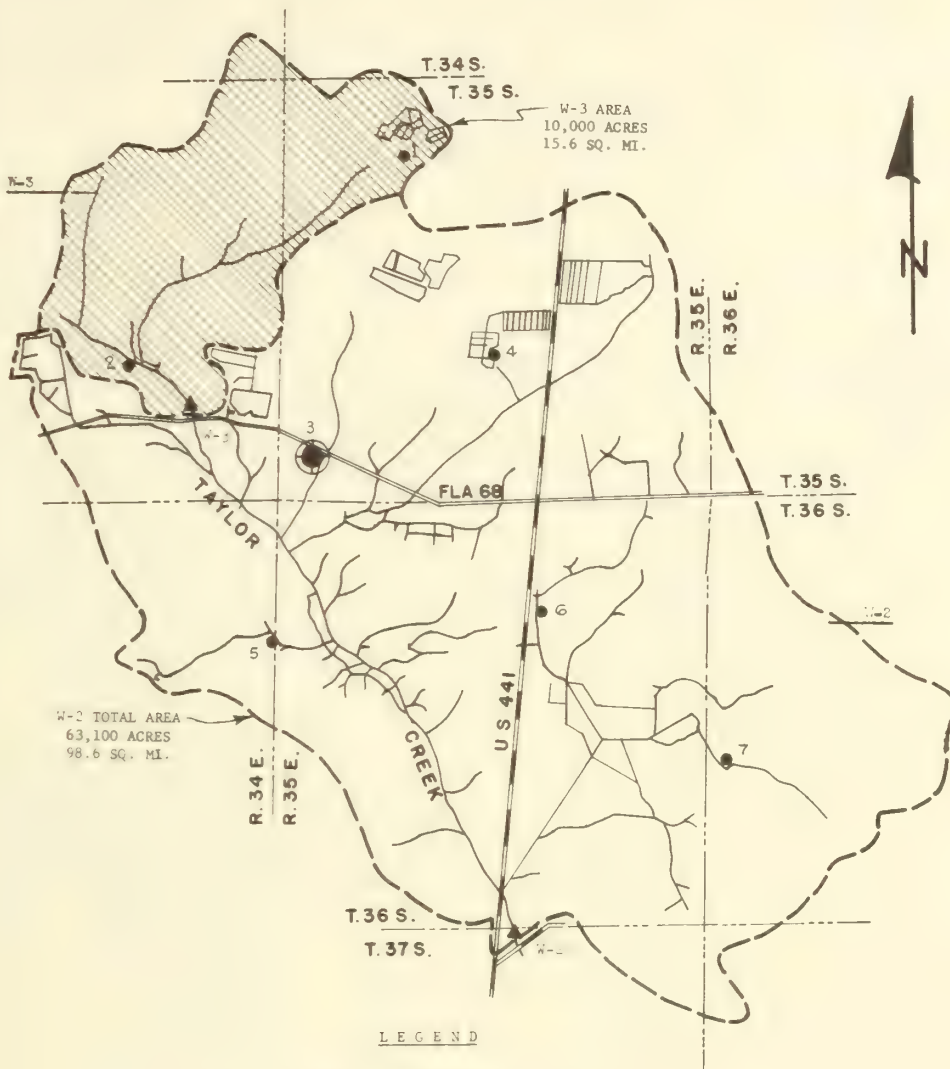 T. 34 S.
T. 35 S.
W-3 AREA
10,000 ACRES
15.6 SQ. MI.
W-3
N
R. 35 E.
R. 36 E.
2
4
3
W-3
FLA 68
T. 35 S.
T. 36 S.
TAYLOR
6
W-2
5
US 441
7
W-2 TOTAL AREA
63,100 ACRES
98.6 SQ. MI.
CREEK
R. 34 E.
R. 35 E.
T. 36 S.
T. 37 S.
LEGEND